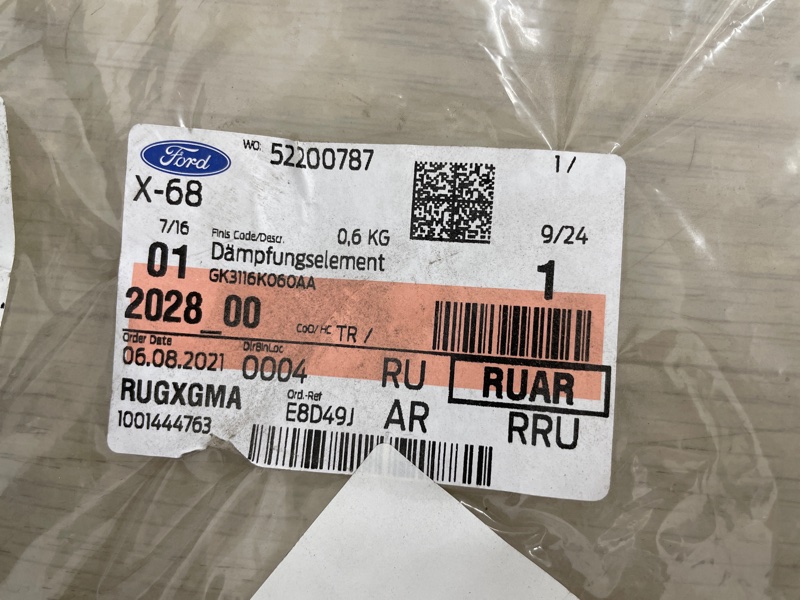 Ford WO: 52200787 1/
X-68
7/16 Finis Code/Descr. 0,6 KG 9/24
01 Dämpfungselement 1
GK3116K060AA
2028_00 CoO/HC TR /
Order Date DirBinLoc
06.08.2021 0004 RU RUAR
RUGXGMA Ord.-Ref AR RRU
1001444763 E8D49J